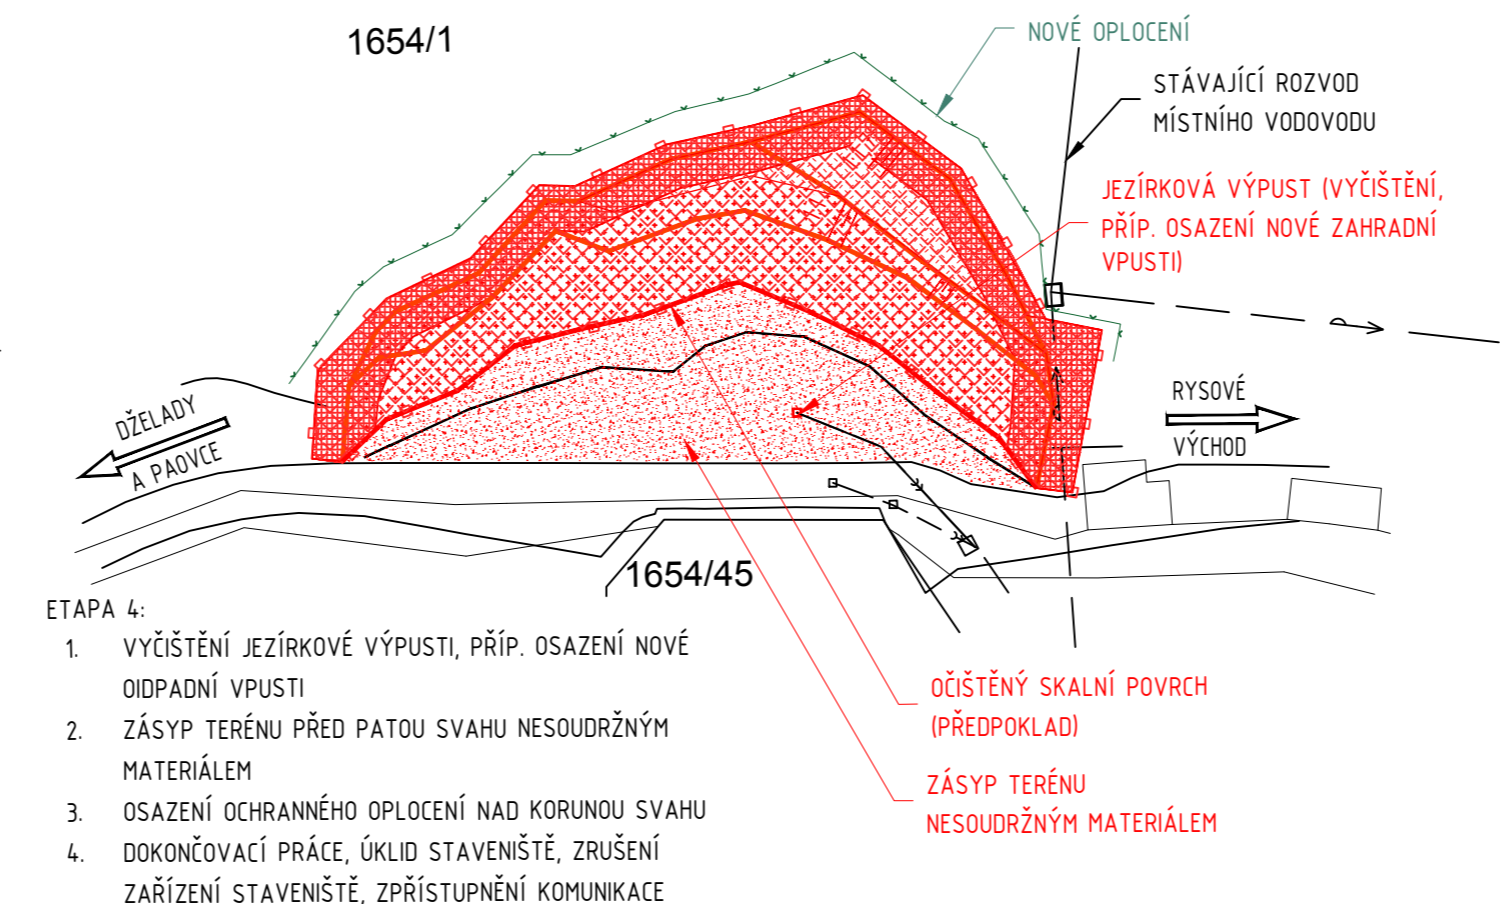 1654/1
NOVÉ OPLOCENÍ
STÁVAJÍCÍ ROZVOD
MÍSTNÍHO VODOVODU
JEZÍRKOVÁ VÝPUST (VYČIŠTĚNÍ,
PŘÍP. OSAZENÍ NOVÉ ZAHRADNÍ
VPUSTI)
DŽELADY
A PAOVCE
RYSOVÉ
VÝCHOD
1654/45
ETAPA 4:
1. VYČIŠTĚNÍ JEZÍRKOVÉ VÝPUSTI, PŘÍP. OSAZENÍ NOVÉ
OIDPADNÍ VPUSTI
2. ZÁSYP TERÉNU PŘED PATOU SVAHU NESOUDRŽNÝM
MATERIÁLEM
3. OSAZENÍ OCHRANNÉHO OPLOCENÍ NAD KORUNOU SVAHU
4. DOKONČOVACÍ PRÁCE, ÚKLID STAVENIŠTĚ, ZRUŠENÍ
ZAŘÍZENÍ STAVENIŠTĚ, ZPŘÍSTUPNĚNÍ KOMUNIKACE
OČIŠTĚNÝ SKALNÍ POVRCH
(PŘEDPOKLAD)
ZÁSYP TERÉNU
NESOUDRŽNÝM MATERIÁLEM